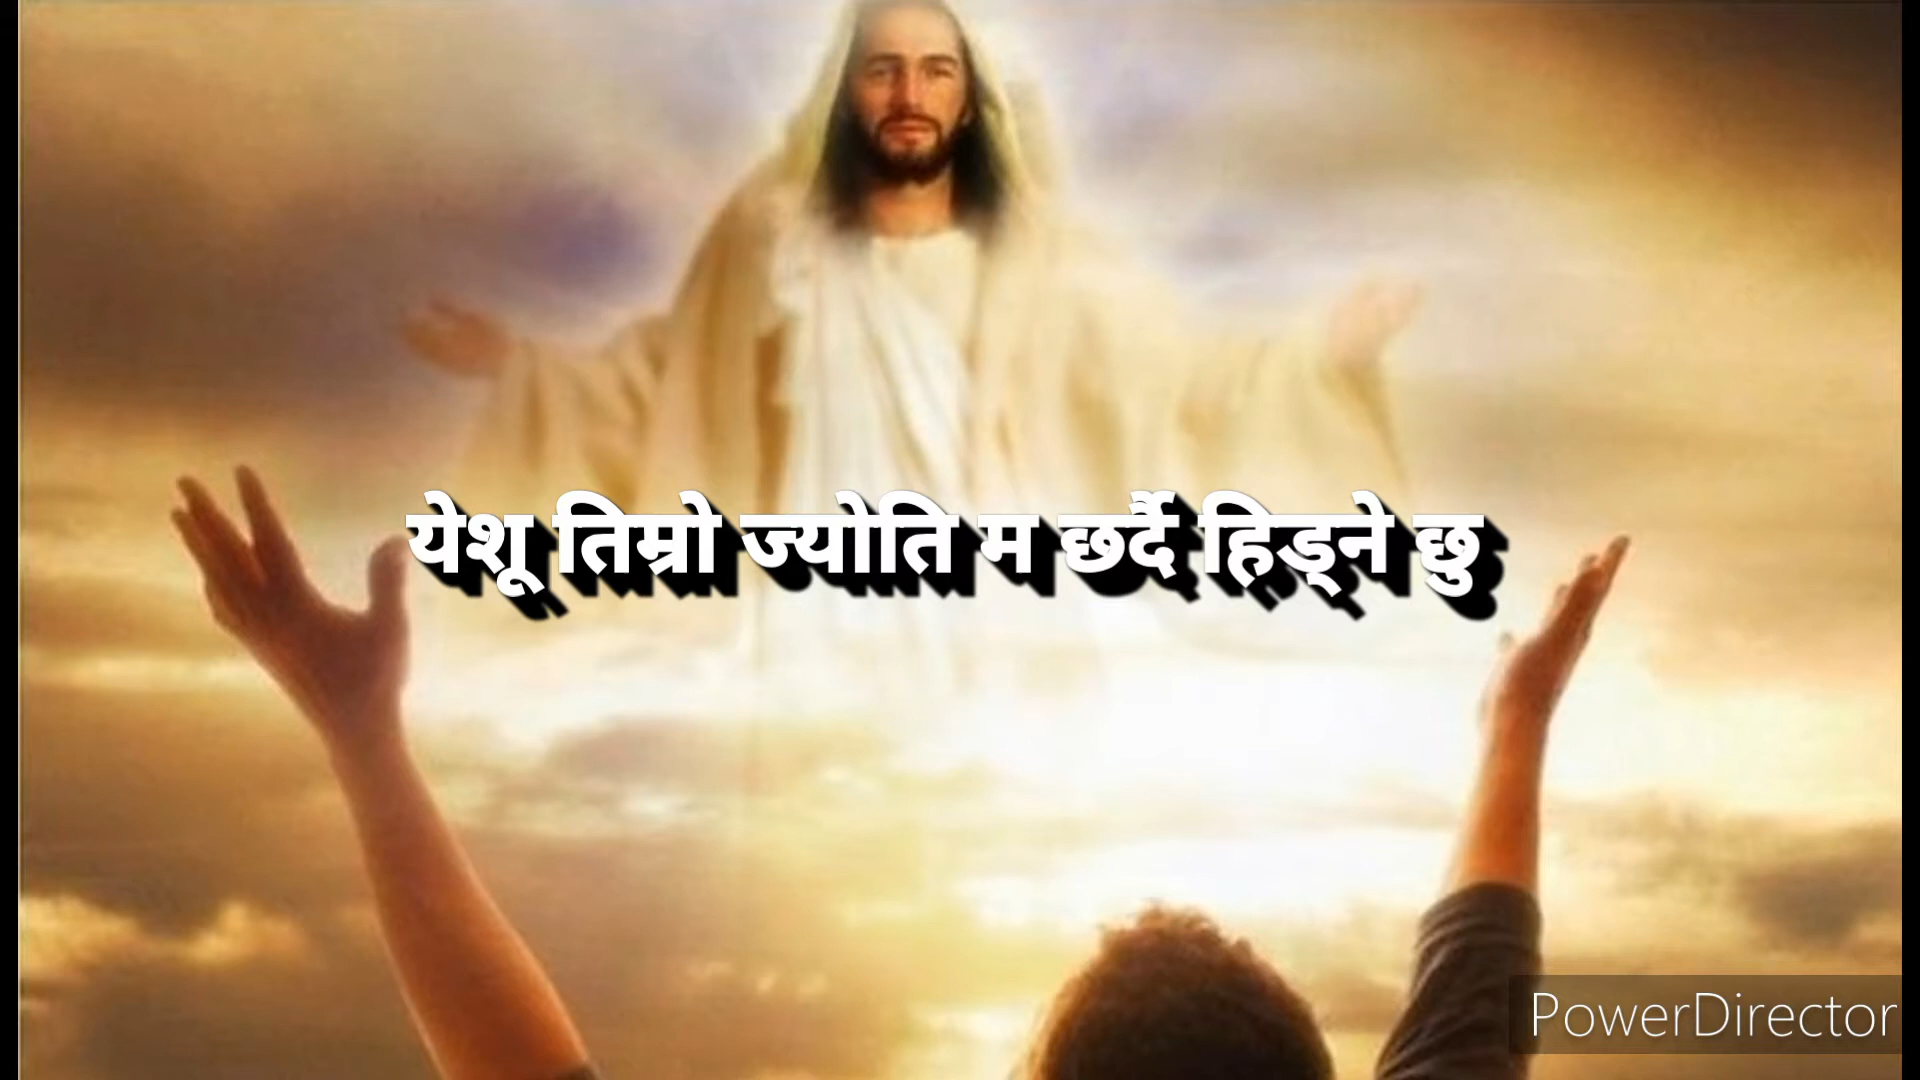 येशू तिम्रो ज्योति म छर्दै हिड्ने छु
PowerDirector